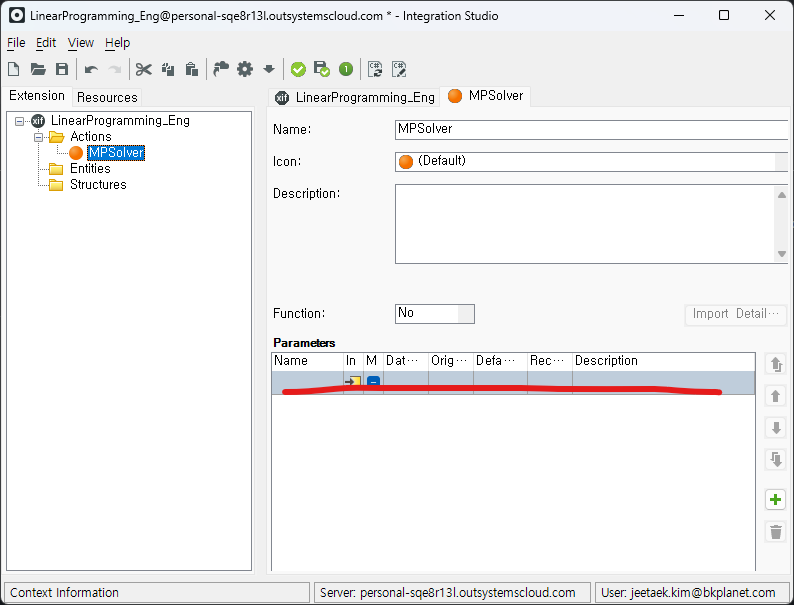 LinearProgramming_Eng@personal-sqe8r13l.outsystemscloud.com * - Integration Studio
File Edit View Help
Extension Resources
xif LinearProgramming_Eng
Actions
MPSolver
Entities
Structures
xif LinearProgramming_Eng MPSolver
Name: MPSolver
Icon: (Default)
Description:
Function: No Import Detail···
Parameters
Name In M Dat··· Orig··· Defa··· Rec··· Description
Context Information Server: personal-sqe8r13l.outsystemscloud.com User: jeetaek.kim@bkplanet.com